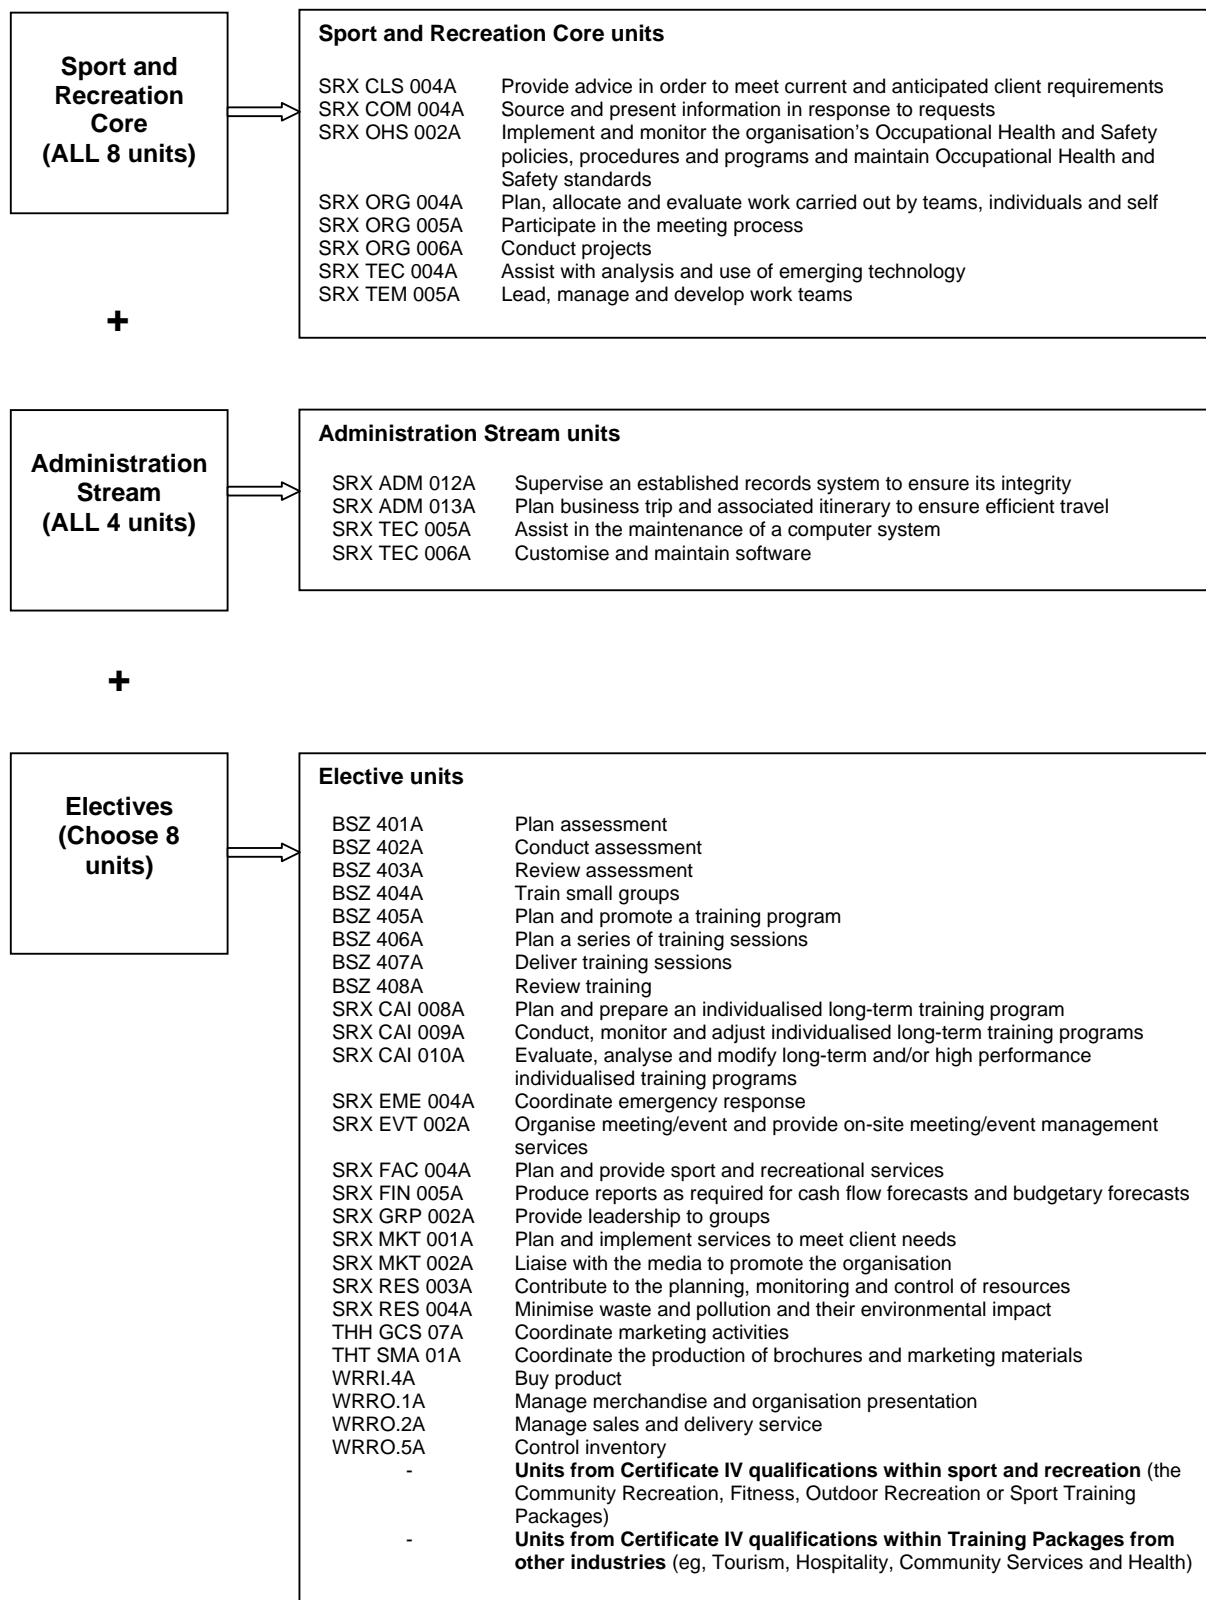 Sport and
Recreation
Core
(ALL 8 units)
Sport and Recreation Core units
SRX CLS 004A Provide advice in order to meet current and anticipated client requirements
SRX COM 004A Source and present information in response to requests
SRX OHS 002A Implement and monitor the organisation's Occupational Health and Safety
policies, procedures and programs and maintain Occupational Health and
Safety standards
SRX ORG 004A Plan, allocate and evaluate work carried out by teams, individuals and self
SRX ORG 005A Participate in the meeting process
SRX ORG 006A Conduct projects
SRX TEC 004A Assist with analysis and use of emerging technology
SRX TEM 005A Lead, manage and develop work teams
+
Administration
Stream
(ALL 4 units)
Administration Stream units
SRX ADM 012A Supervise an established records system to ensure its integrity
SRX ADM 013A Plan business trip and associated itinerary to ensure efficient travel
SRX TEC 005A Assist in the maintenance of a computer system
SRX TEC 006A Customise and maintain software
+
Electives
(Choose 8
units)
Elective units
BSZ 401A Plan assessment
BSZ 402A Conduct assessment
BSZ 403A Review assessment
BSZ 404A Train small groups
BSZ 405A Plan and promote a training program
BSZ 406A Plan a series of training sessions
BSZ 407A Deliver training sessions
BSZ 408A Review training
SRX CAI 008A Plan and prepare an individualised long-term training program
SRX CAI 009A Conduct, monitor and adjust individualised long-term training programs
SRX CAI 010A Evaluate, analyse and modify long-term and/or high performance
individualised training programs
SRX EME 004A Coordinate emergency response
SRX EVT 002A Organise meeting/event and provide on-site meeting/event management
services
SRX FAC 004A Plan and provide sport and recreational services
SRX FIN 005A Produce reports as required for cash flow forecasts and budgetary forecasts
SRX GRP 002A Provide leadership to groups
SRX MKT 001A Plan and implement services to meet client needs
SRX MKT 002A Liaise with the media to promote the organisation
SRX RES 003A Contribute to the planning, monitoring and control of resources
SRX RES 004A Minimise waste and pollution and their environmental impact
THH GCS 07A Coordinate marketing activities
THT SMA 01A Coordinate the production of brochures and marketing materials
WRRI.4A Buy product
WRRO.1A Manage merchandise and organisation presentation
WRRO.2A Manage sales and delivery service
WRRO.5A Control inventory
- Units from Certificate IV qualifications within sport and recreation (the
Community Recreation, Fitness, Outdoor Recreation or Sport Training
Packages)
- Units from Certificate IV qualifications within Training Packages from
other industries (eg, Tourism, Hospitality, Community Services and Health)